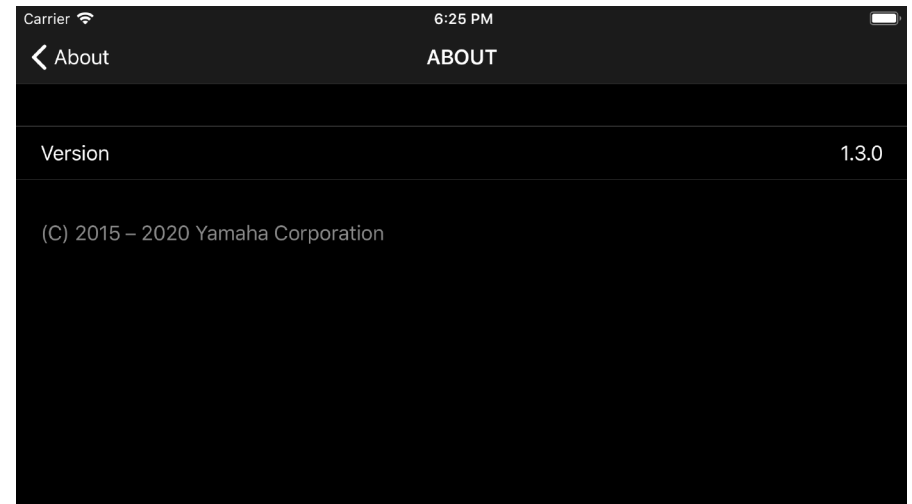 Carrier 6:25 PM
About ABOUT
Version 1.3.0
(C) 2015 – 2020 Yamaha Corporation